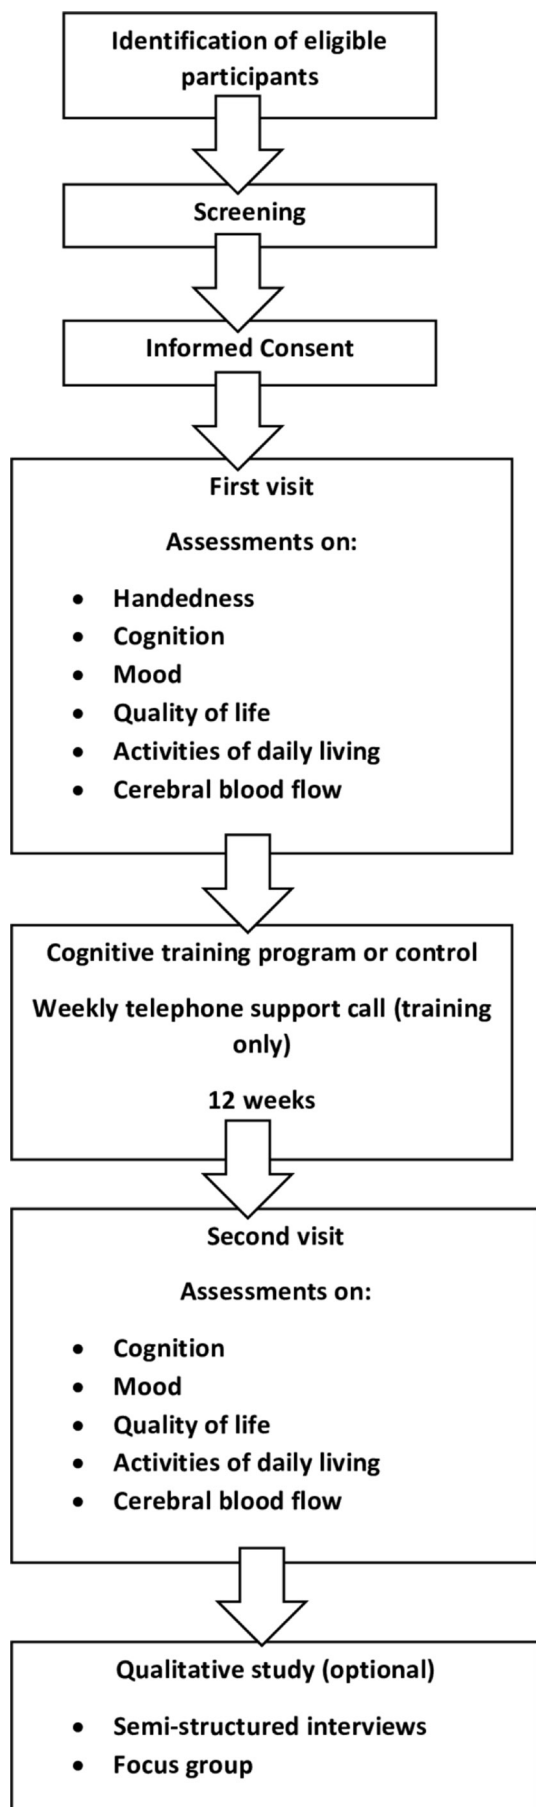 Identification of eligible
participants
Screening
Informed Consent
First visit
Assessments on:
• Handedness
• Cognition
• Mood
• Quality of life
• Activities of daily living
• Cerebral blood flow
Cognitive training program or control
Weekly telephone support call (training
only)
12 weeks
Second visit
Assessments on:
• Cognition
• Mood
• Quality of life
• Activities of daily living
• Cerebral blood flow
Qualitative study (optional)
• Semi-structured interviews
• Focus group